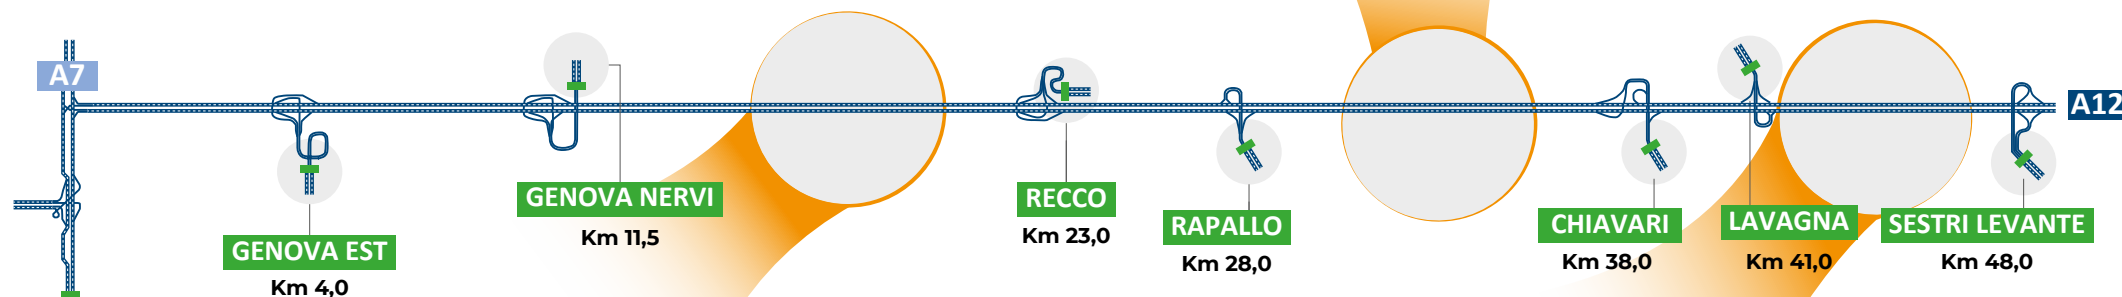 A7
A12
GENOVA EST
Km 4,0
GENOVA NERVI
Km 11,5
RECCO
Km 23,0
RAPALLO
Km 28,0
CHIAVARI
Km 38,0
LAVAGNA
Km 41,0
SESTRI LEVANTE
Km 48,0